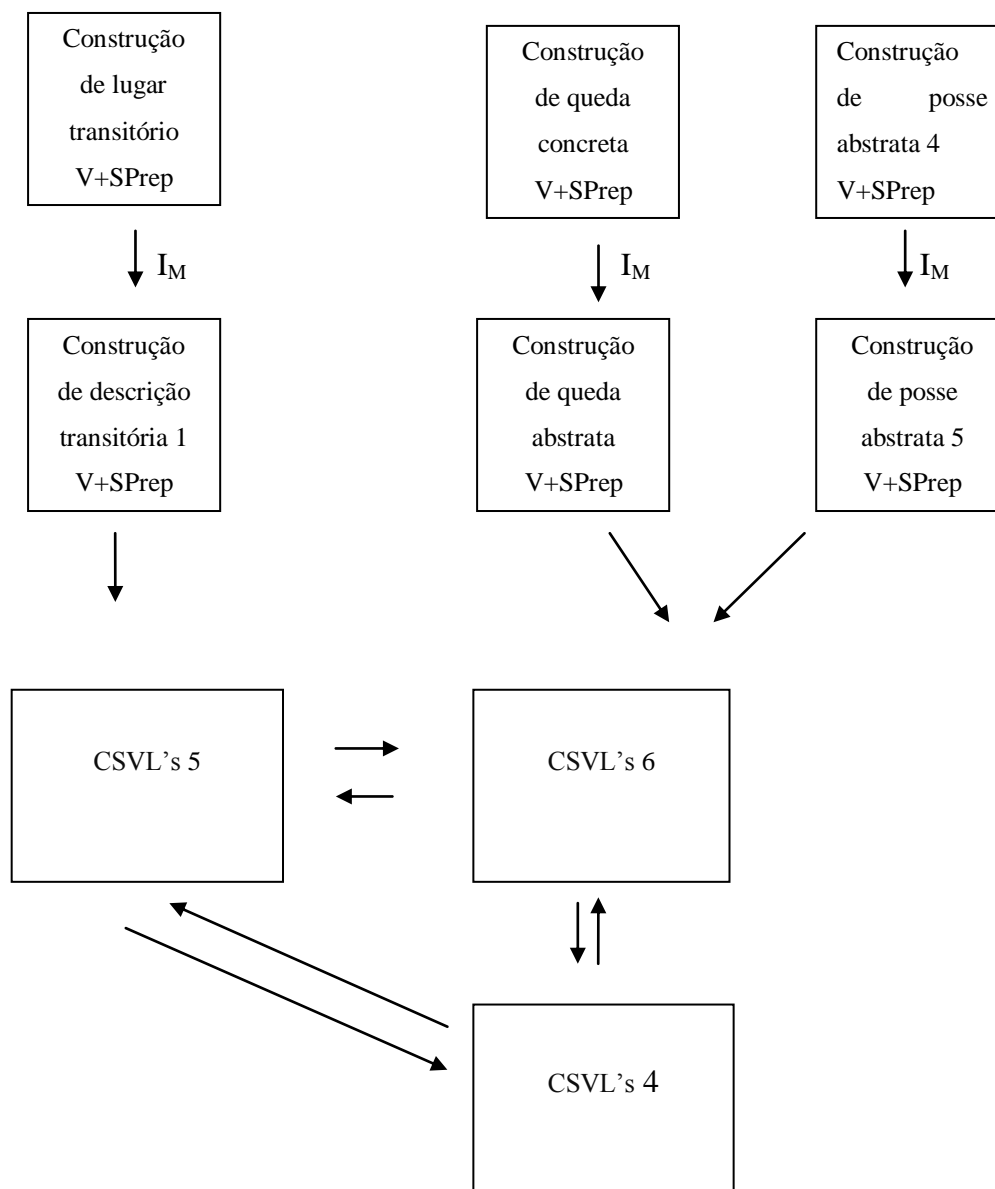 Construção
de lugar
transitório
V+SPrep
Construção
de queda
concreta
V+SPrep
Construção
de posse
abstrata 4
V+SPrep
I_M
I_M
I_M
Construção
de descrição
transitória 1
V+SPrep
Construção
de queda
abstrata
V+SPrep
Construção
de posse
abstrata 5
V+SPrep
CSVL’s 5
CSVL’s 6
CSVL’s 4